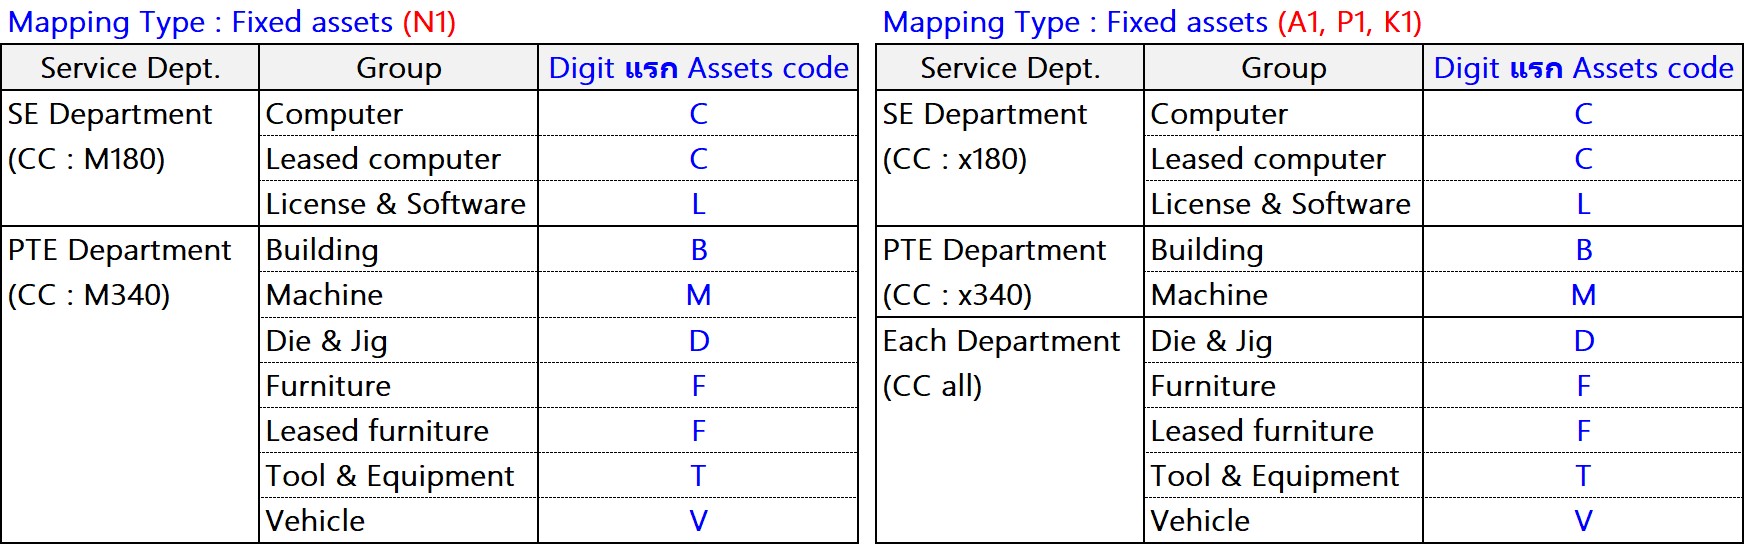 Mapping Type : Fixed assets (N1)
Service Dept. Group Digit แรก Assets code
SE Department Computer C
(CC : M180) Leased computer C
License & Software L
PTE Department Building B
(CC : M340) Machine M
Die & Jig D
Furniture F
Leased furniture F
Tool & Equipment T
Vehicle V
Mapping Type : Fixed assets (A1, P1, K1)
Service Dept. Group Digit แรก Assets code
SE Department Computer C
(CC : x180) Leased computer C
License & Software L
PTE Department Building B
(CC : x340) Machine M
Each Department Die & Jig D
(CC all) Furniture F
Leased furniture F
Tool & Equipment T
Vehicle V